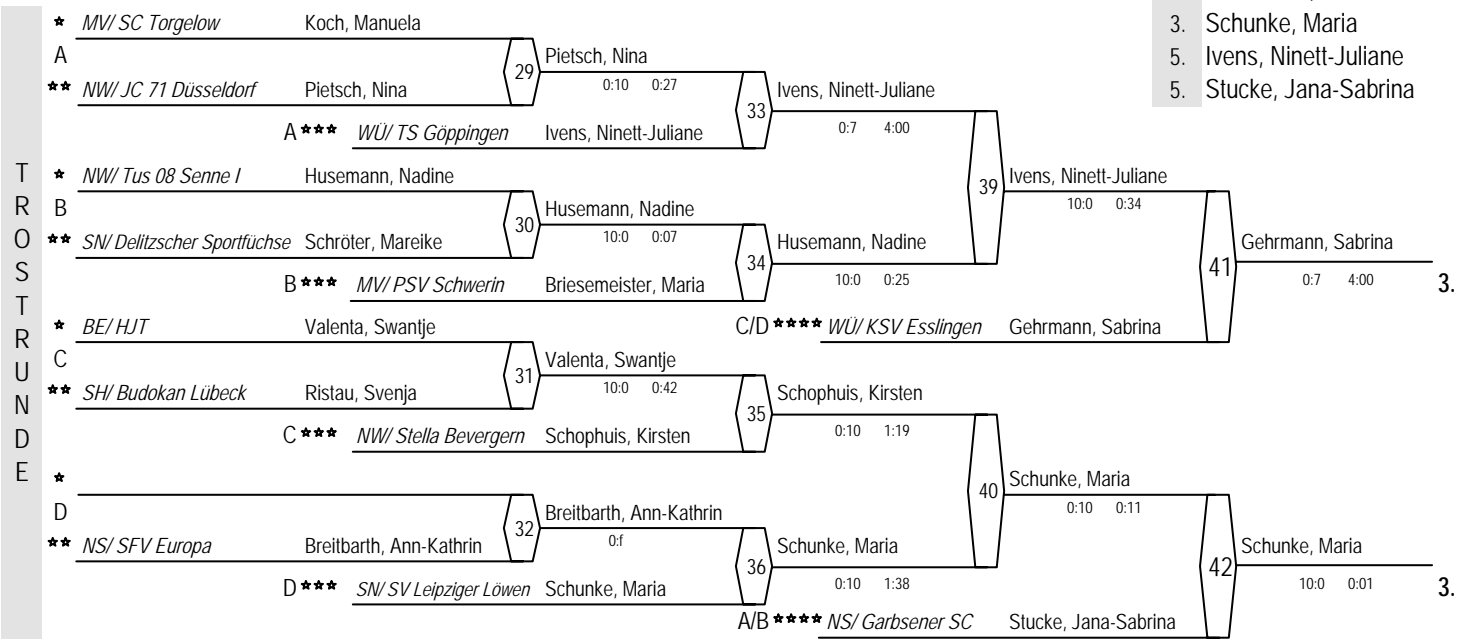 3. Schunke, Maria
5. Ivens, Ninett-Juliane
5. Stucke, Jana-Sabrina
TROSTRUNDE
* MV/ SC Torgelow Koch, Manuela
A
** NW/ JC 71 Düsseldorf Pietsch, Nina
29
Pietsch, Nina
0:10 0:27
A *** WÜ/ TS Göppingen Ivens, Ninett-Juliane
33
Ivens, Ninett-Juliane
0:7 4:00
* NW/ Tus 08 Senne I Husemann, Nadine
B
** SN/ Delitzscher Sportfüchse Schröter, Mareike
30
Husemann, Nadine
10:0 0:07
B *** MV/ PSV Schwerin Briesemeister, Maria
34
Husemann, Nadine
10:0 0:25
39
Ivens, Ninett-Juliane
10:0 0:34
C/D **** WÜ/ KSV Esslingen Gehrmann, Sabrina
41
Gehrmann, Sabrina
0:7 4:00
3.
* BE/ HJT Valenta, Swantje
C
** SH/ Budokan Lübeck Ristau, Svenja
31
Valenta, Swantje
10:0 0:42
C *** NW/ Stella Bevergern Schophuis, Kirsten
35
Schophuis, Kirsten
0:10 1:19
*
D
** NS/ SFV Europa Breitbarth, Ann-Kathrin
32
Breitbarth, Ann-Kathrin
0:f
D *** SN/ SV Leipziger Löwen Schunke, Maria
36
Schunke, Maria
0:10 1:38
40
Schunke, Maria
0:10 0:11
A/B **** NS/ Garbsener SC Stucke, Jana-Sabrina
42
Schunke, Maria
10:0 0:01
3.